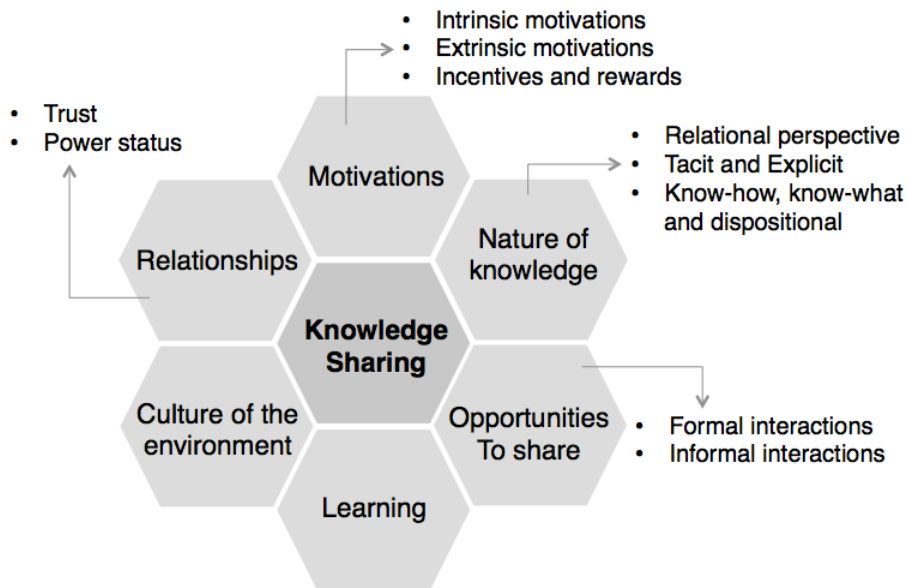 • Intrinsic motivations
• Extrinsic motivations
• Incentives and rewards
• Trust
• Power status
Motivations
• Relational perspective
• Tacit and Explicit
• Know-how, know-what
and dispositional
Relationships
Nature of
knowledge
Knowledge
Sharing
Culture of the
environment
Opportunities
To share
• Formal interactions
• Informal interactions
Learning